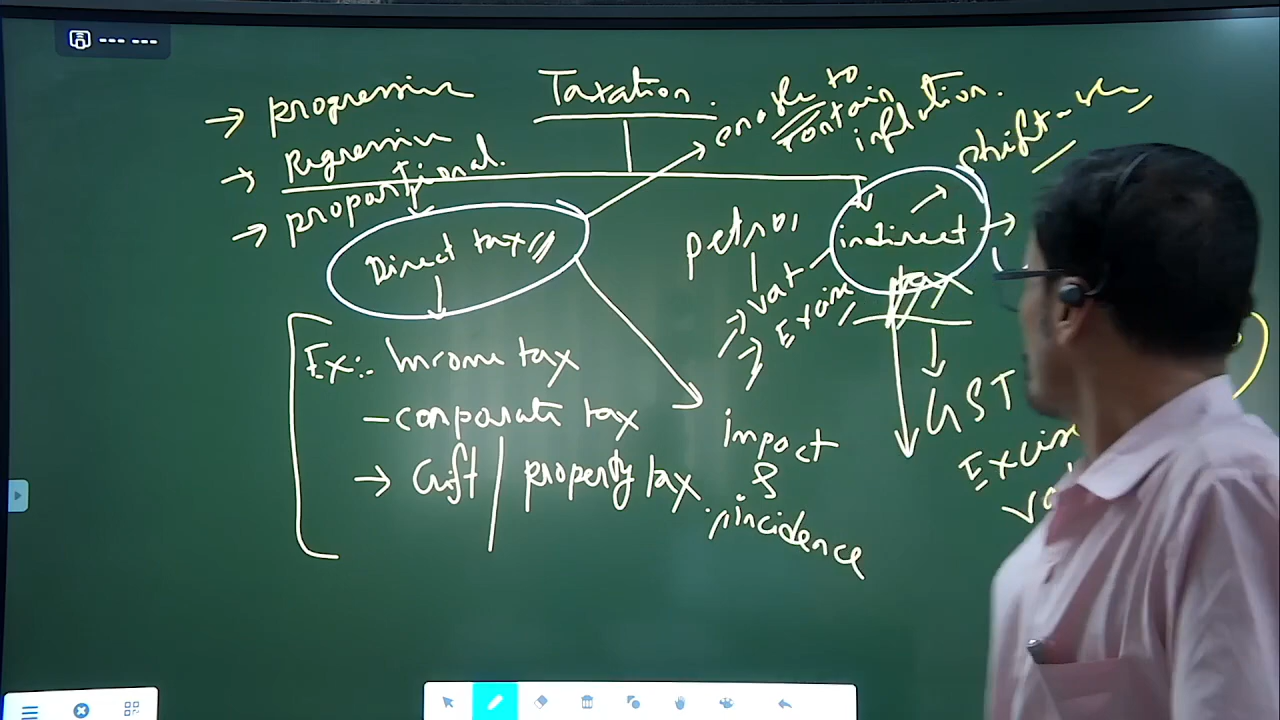 Taxation.
→ progressive
→ Regressive
→ proportional.
enable to
contain
inflation.
Direct tax
Ex:- Income tax
- corporate tax
→ Gift | property tax
impact
&
incidence
petrol
→ vat
→ Excise
indirect
tax
GST
Excise